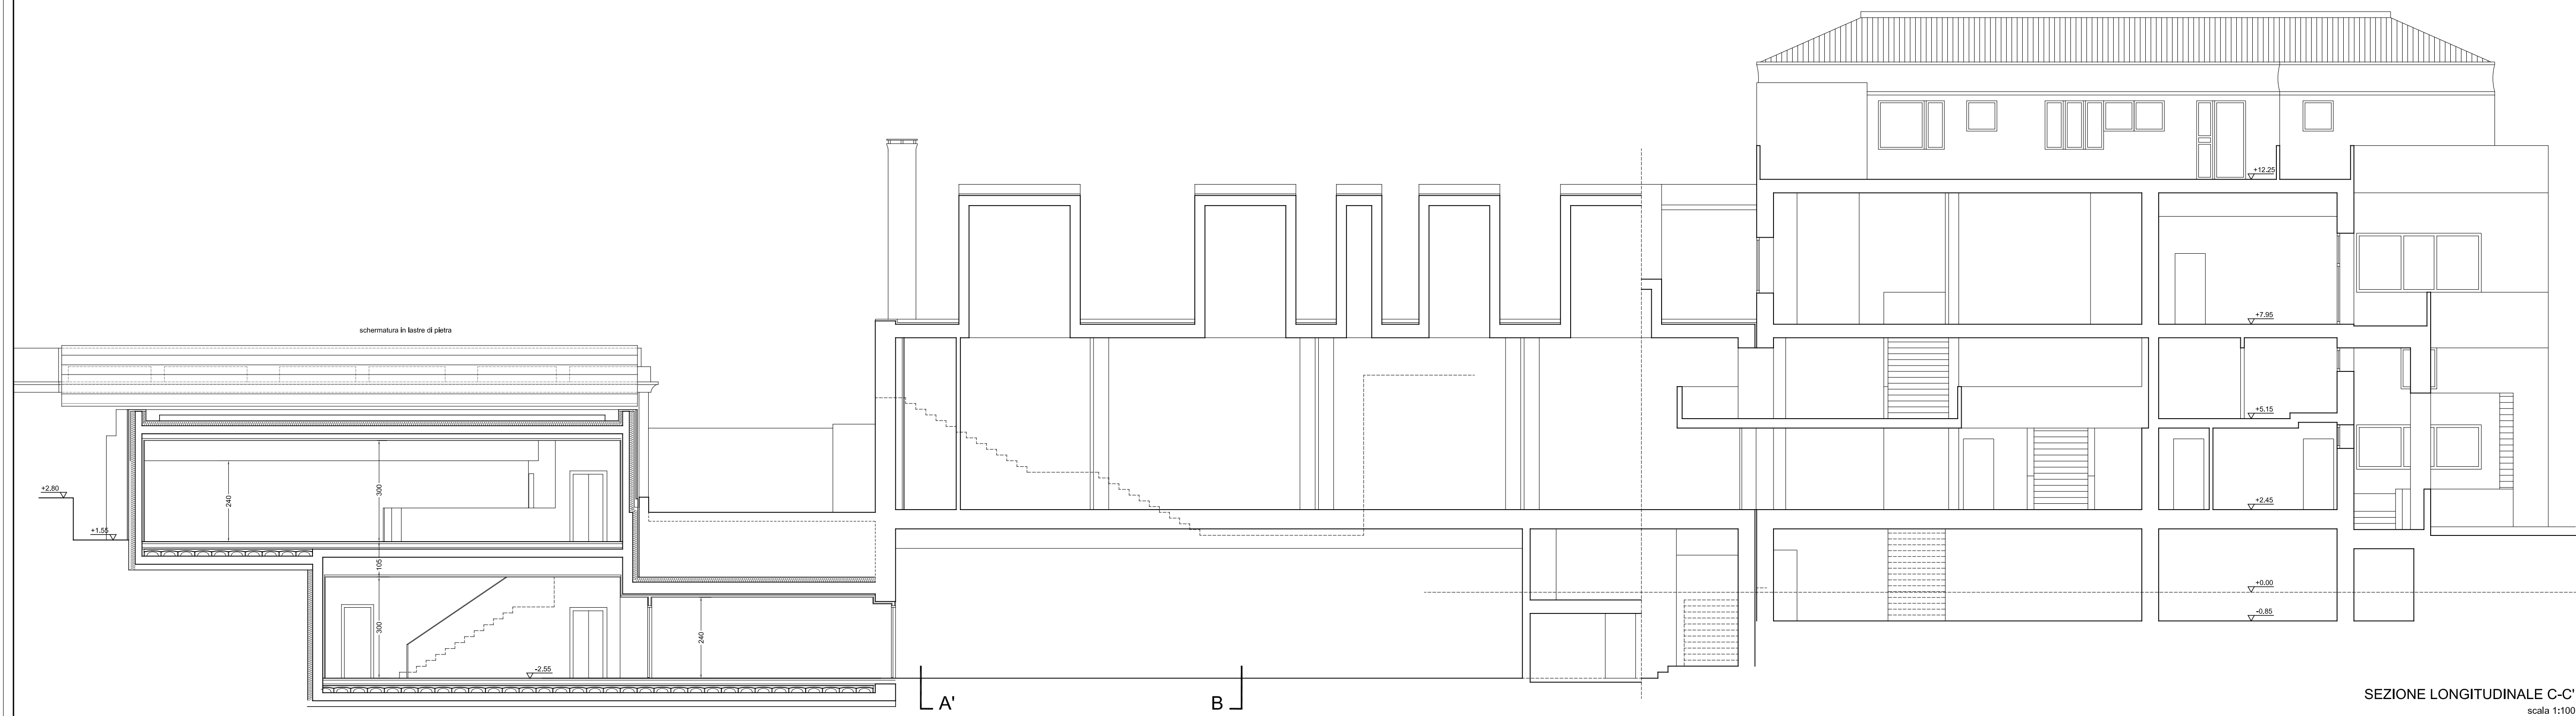 +12.25
+7.95
schermatura in lastre di pietra
+5.15
+2.80
240
300
+2.45
+1.55
105
+0.00
-0.85
300
240
-2.55
A'
B
SEZIONE LONGITUDINALE C-C'
scala 1:100